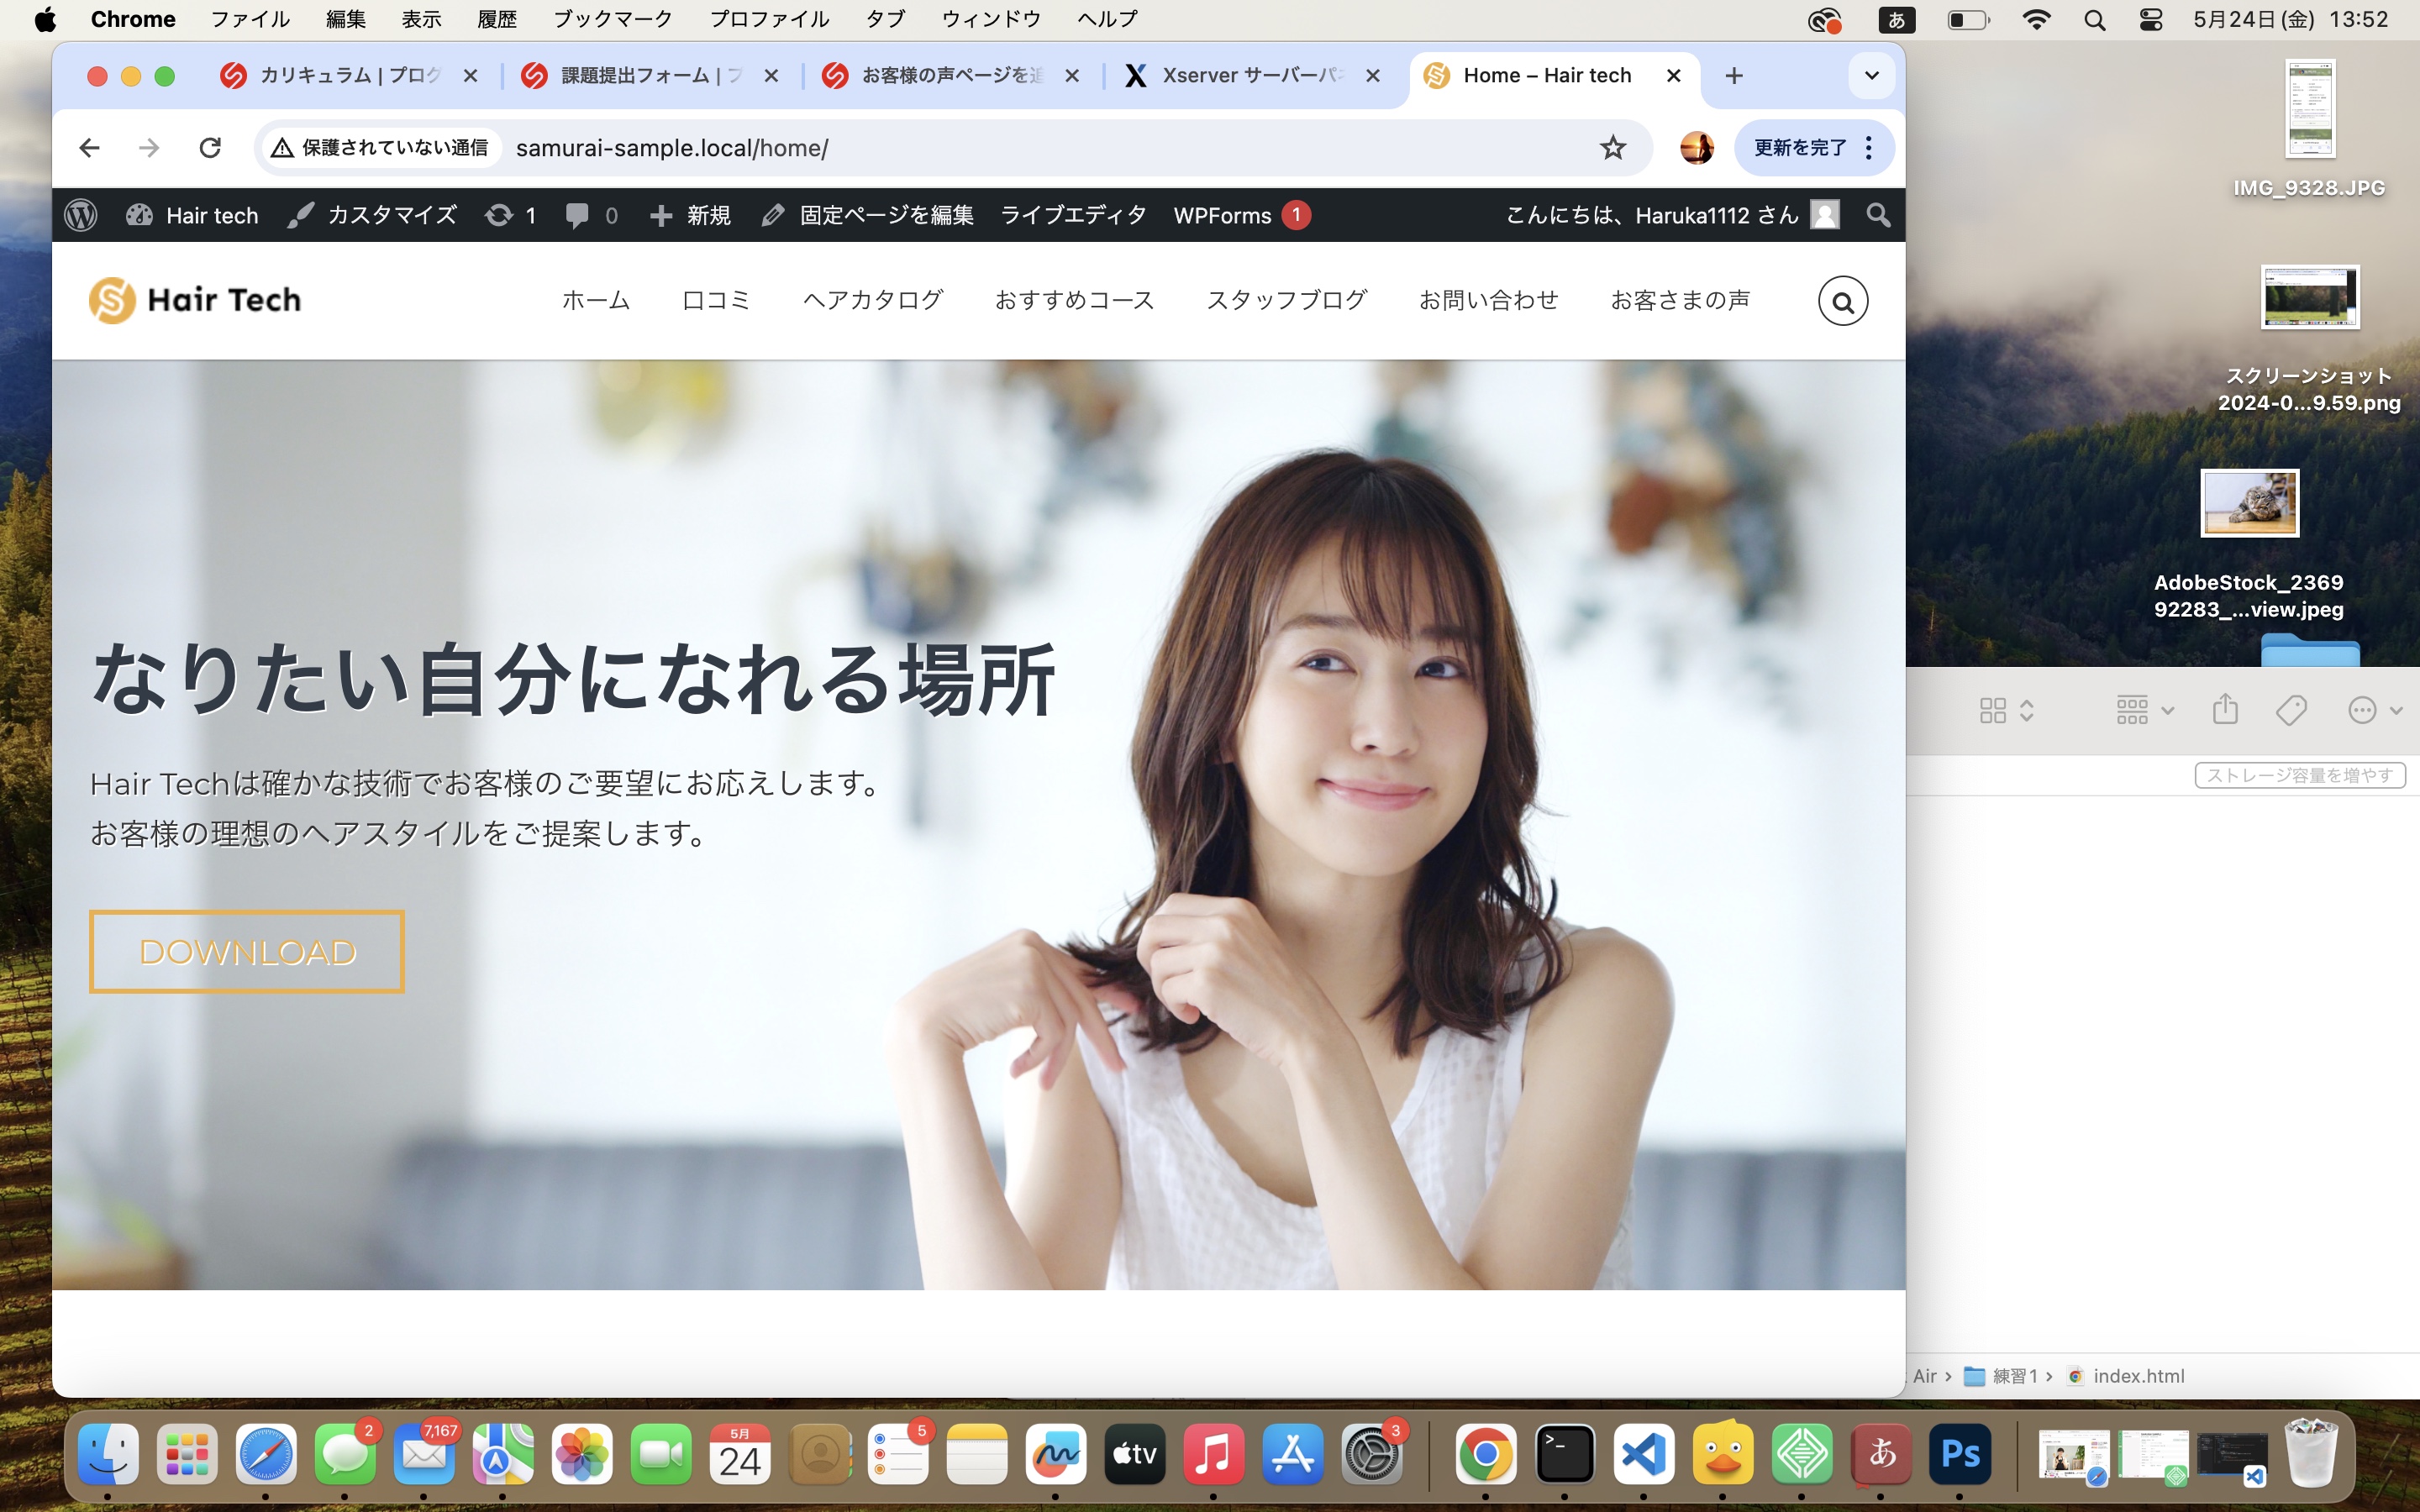 Chrome ファイル 編集 表示 履歴 ブックマーク プロファイル タブ ウィンドウ ヘルプ あ 5月24日(金) 13:52
カリキュラム | プログ 課題提出フォーム | フ お客様の声ページを追 Xserver サーバーパネ Home – Hair tech
保護されていない通信 samurai-sample.local/home/ 更新を完了
Hair tech カスタマイズ 1 0 新規 固定ページを編集 ライブエディタ WPForms 1 こんにちは、Haruka1112 さん
Hair Tech ホーム 口コミ ヘアカタログ おすすめコース スタッフブログ お問い合わせ お客さまの声
なりたい自分になれる場所
Hair Techは確かな技術でお客様のご要望にお応えします。
お客様の理想のヘアスタイルをご提案します。
DOWNLOAD
IMG_9328.JPG
スクリーンショット
2024-0...9.59.png
AdobeStock_2369
92283_...view.jpeg
ストレージ容量を増やす
Air › 練習1 › index.html
2 7,167 5月 24 5 tv 3 >_ あ Ps